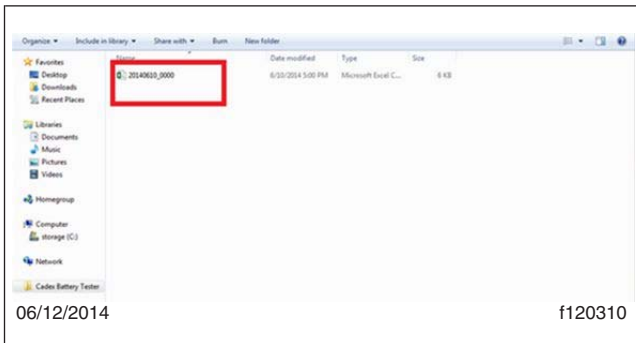 Organize Include in library Share with Burn New folder
Favorites
Desktop
Downloads
Recent Places
Libraries
Documents
Music
Pictures
Videos
Homegroup
Computer
storage (C:)
Network
Cadex Battery Tester
Name Date modified Type Size
20140610_0000 6/10/2014 5:00 PM Microsoft Excel C... 6 KB
06/12/2014 f120310